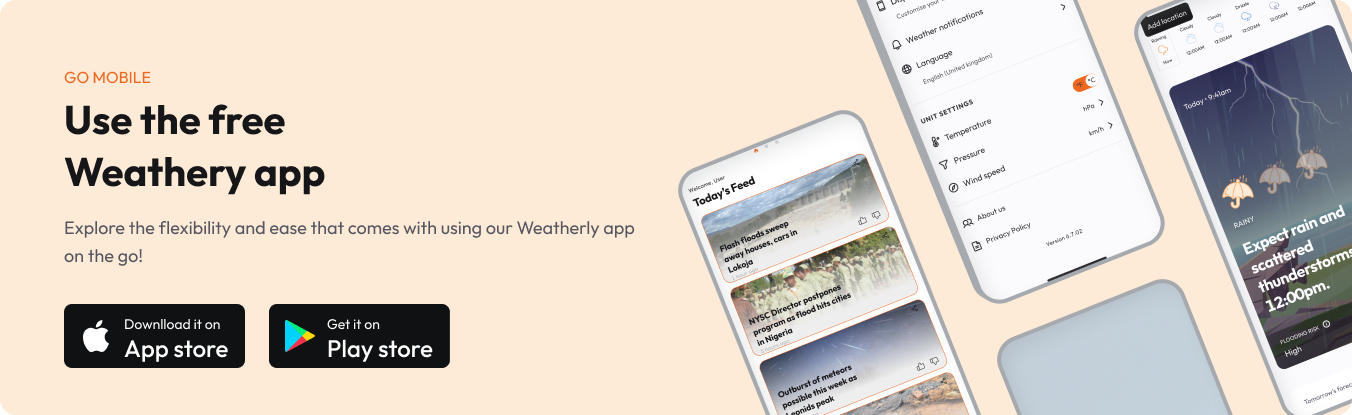 GO MOBILE
Use the free
Weathery app
Explore the flexibility and ease that comes with using our Weatherly app
on the go!
Downlload it on
App store
Get it on
Play store
Welcome, User
Today's Feed
Flash floods sweep
away houses, cars in
Lokoja
NYSC Director postpones
program as flood hits cities
in Nigeria
Outburst of meteors
possible this week as
Leonids peak
Customise your
Weather notifications
Language
English (United kingdom)
UNIT SETTINGS
Temperature
°F °C
Pressure
hPa
Wind speed
km/h
About us
Privacy Policy
Version 6.7.02
Add location
Raining
Cloudy
Cloudy
Drizzle
Now
12:00AM
12:00AM
12:00AM
12:00AM
12:00AM
Today • 9:41am
RAINY
Expect rain and
scattered
thunderstorms
12:00pm.
FLOODING RISK
High
Tomorrow's forec